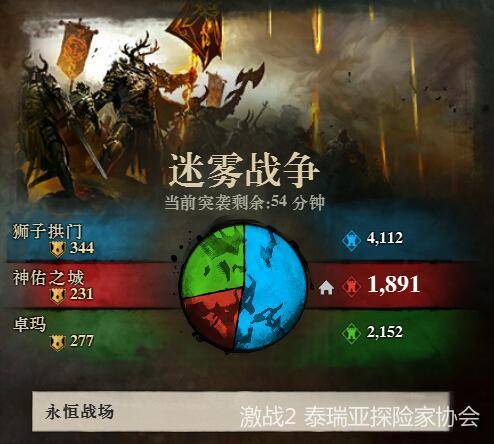 迷雾战争
当前突袭剩余:54 分钟
狮子拱门
344
4,112
神佑之城
231
1,891
卓玛
277
2,152
永恒战场
激战2 泰瑞亚探险家协会